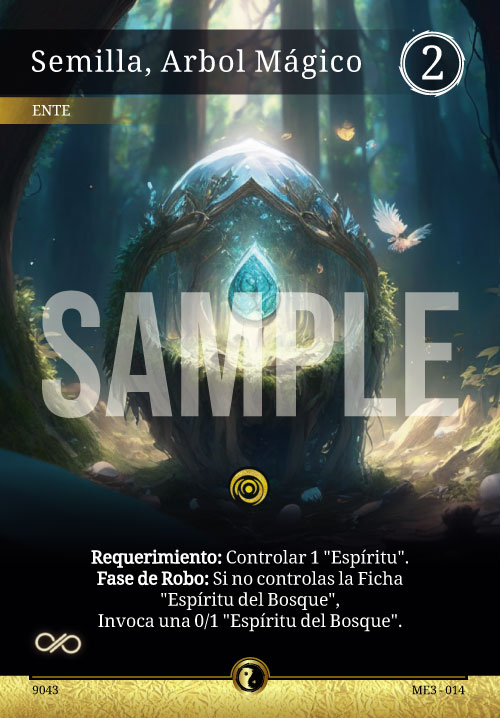 Semilla, Arbol Mágico
2
ENTE
SAMPLE
Requerimiento: Controlar 1 "Espíritu".
Fase de Robo: Si no controlas la Ficha
"Espíritu del Bosque",
Invoca una 0/1 "Espíritu del Bosque".
9043
ME3 - 014